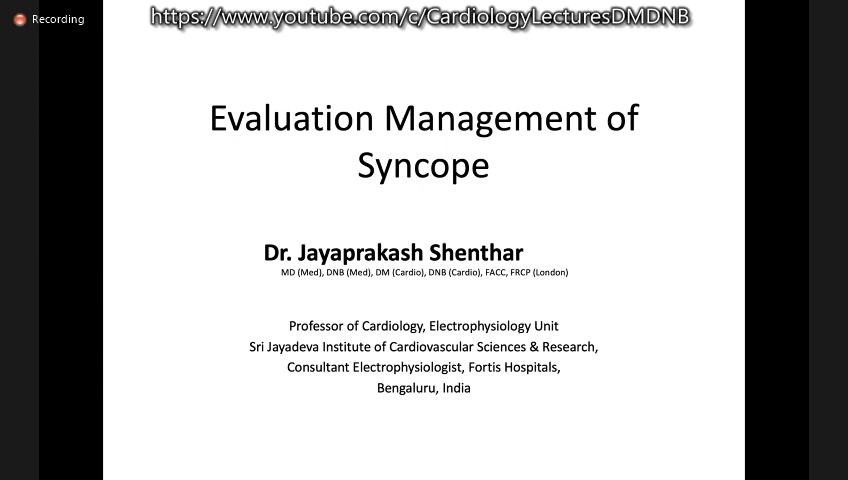 Recording
https://www.youtube.com/c/CardiologyLecturesDMDNB
Evaluation Management of
Syncope
Dr. Jayaprakash Shenthar
MD (Med), DNB (Med), DM (Cardio), DNB (Cardio), FACC, FRCP (London)
Professor of Cardiology, Electrophysiology Unit
Sri Jayadeva Institute of Cardiovascular Sciences & Research,
Consultant Electrophysiologist, Fortis Hospitals,
Bengaluru, India